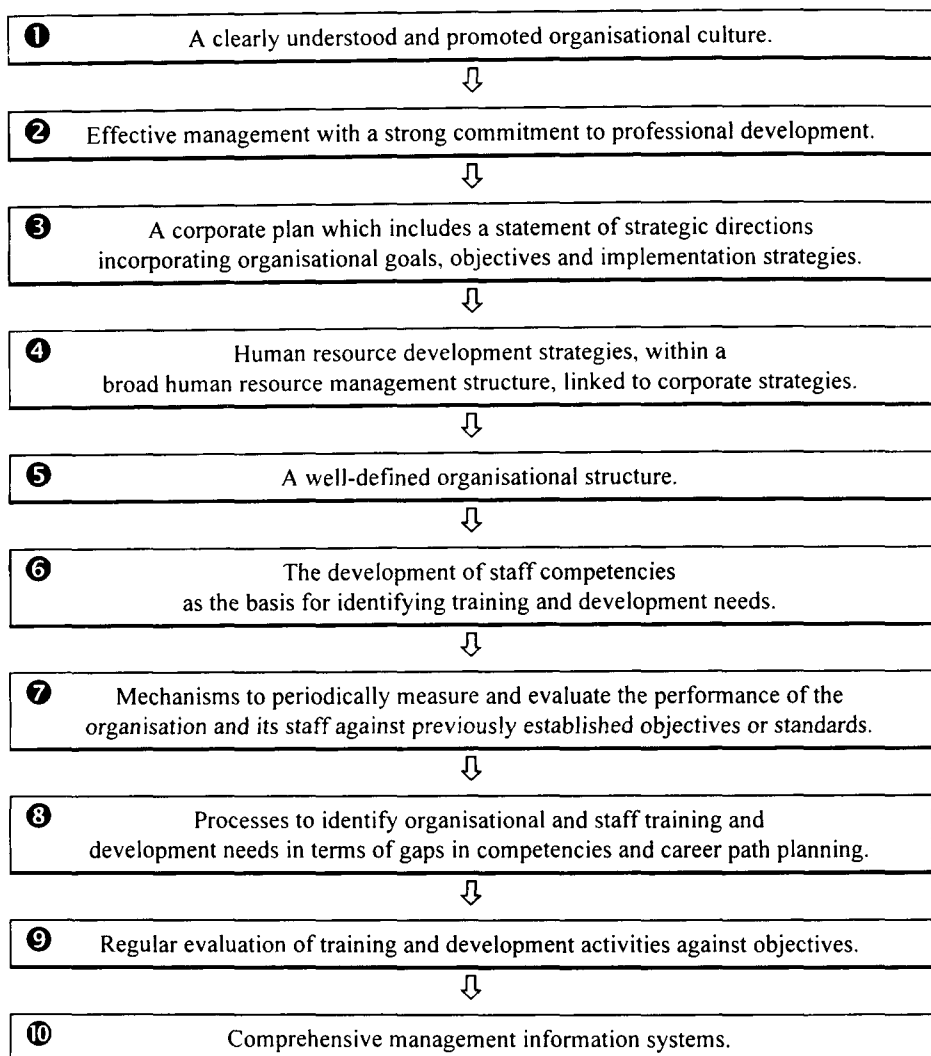 ❶ A clearly understood and promoted organisational culture.
⇩
❷ Effective management with a strong commitment to professional development.
⇩
❸ A corporate plan which includes a statement of strategic directions
incorporating organisational goals, objectives and implementation strategies.
⇩
❹ Human resource development strategies, within a
broad human resource management structure, linked to corporate strategies.
⇩
❺ A well-defined organisational structure.
⇩
❻ The development of staff competencies
as the basis for identifying training and development needs.
⇩
❼ Mechanisms to periodically measure and evaluate the performance of the
organisation and its staff against previously established objectives or standards.
⇩
❽ Processes to identify organisational and staff training and
development needs in terms of gaps in competencies and career path planning.
⇩
❾ Regular evaluation of training and development activities against objectives.
⇩
❿ Comprehensive management information systems.